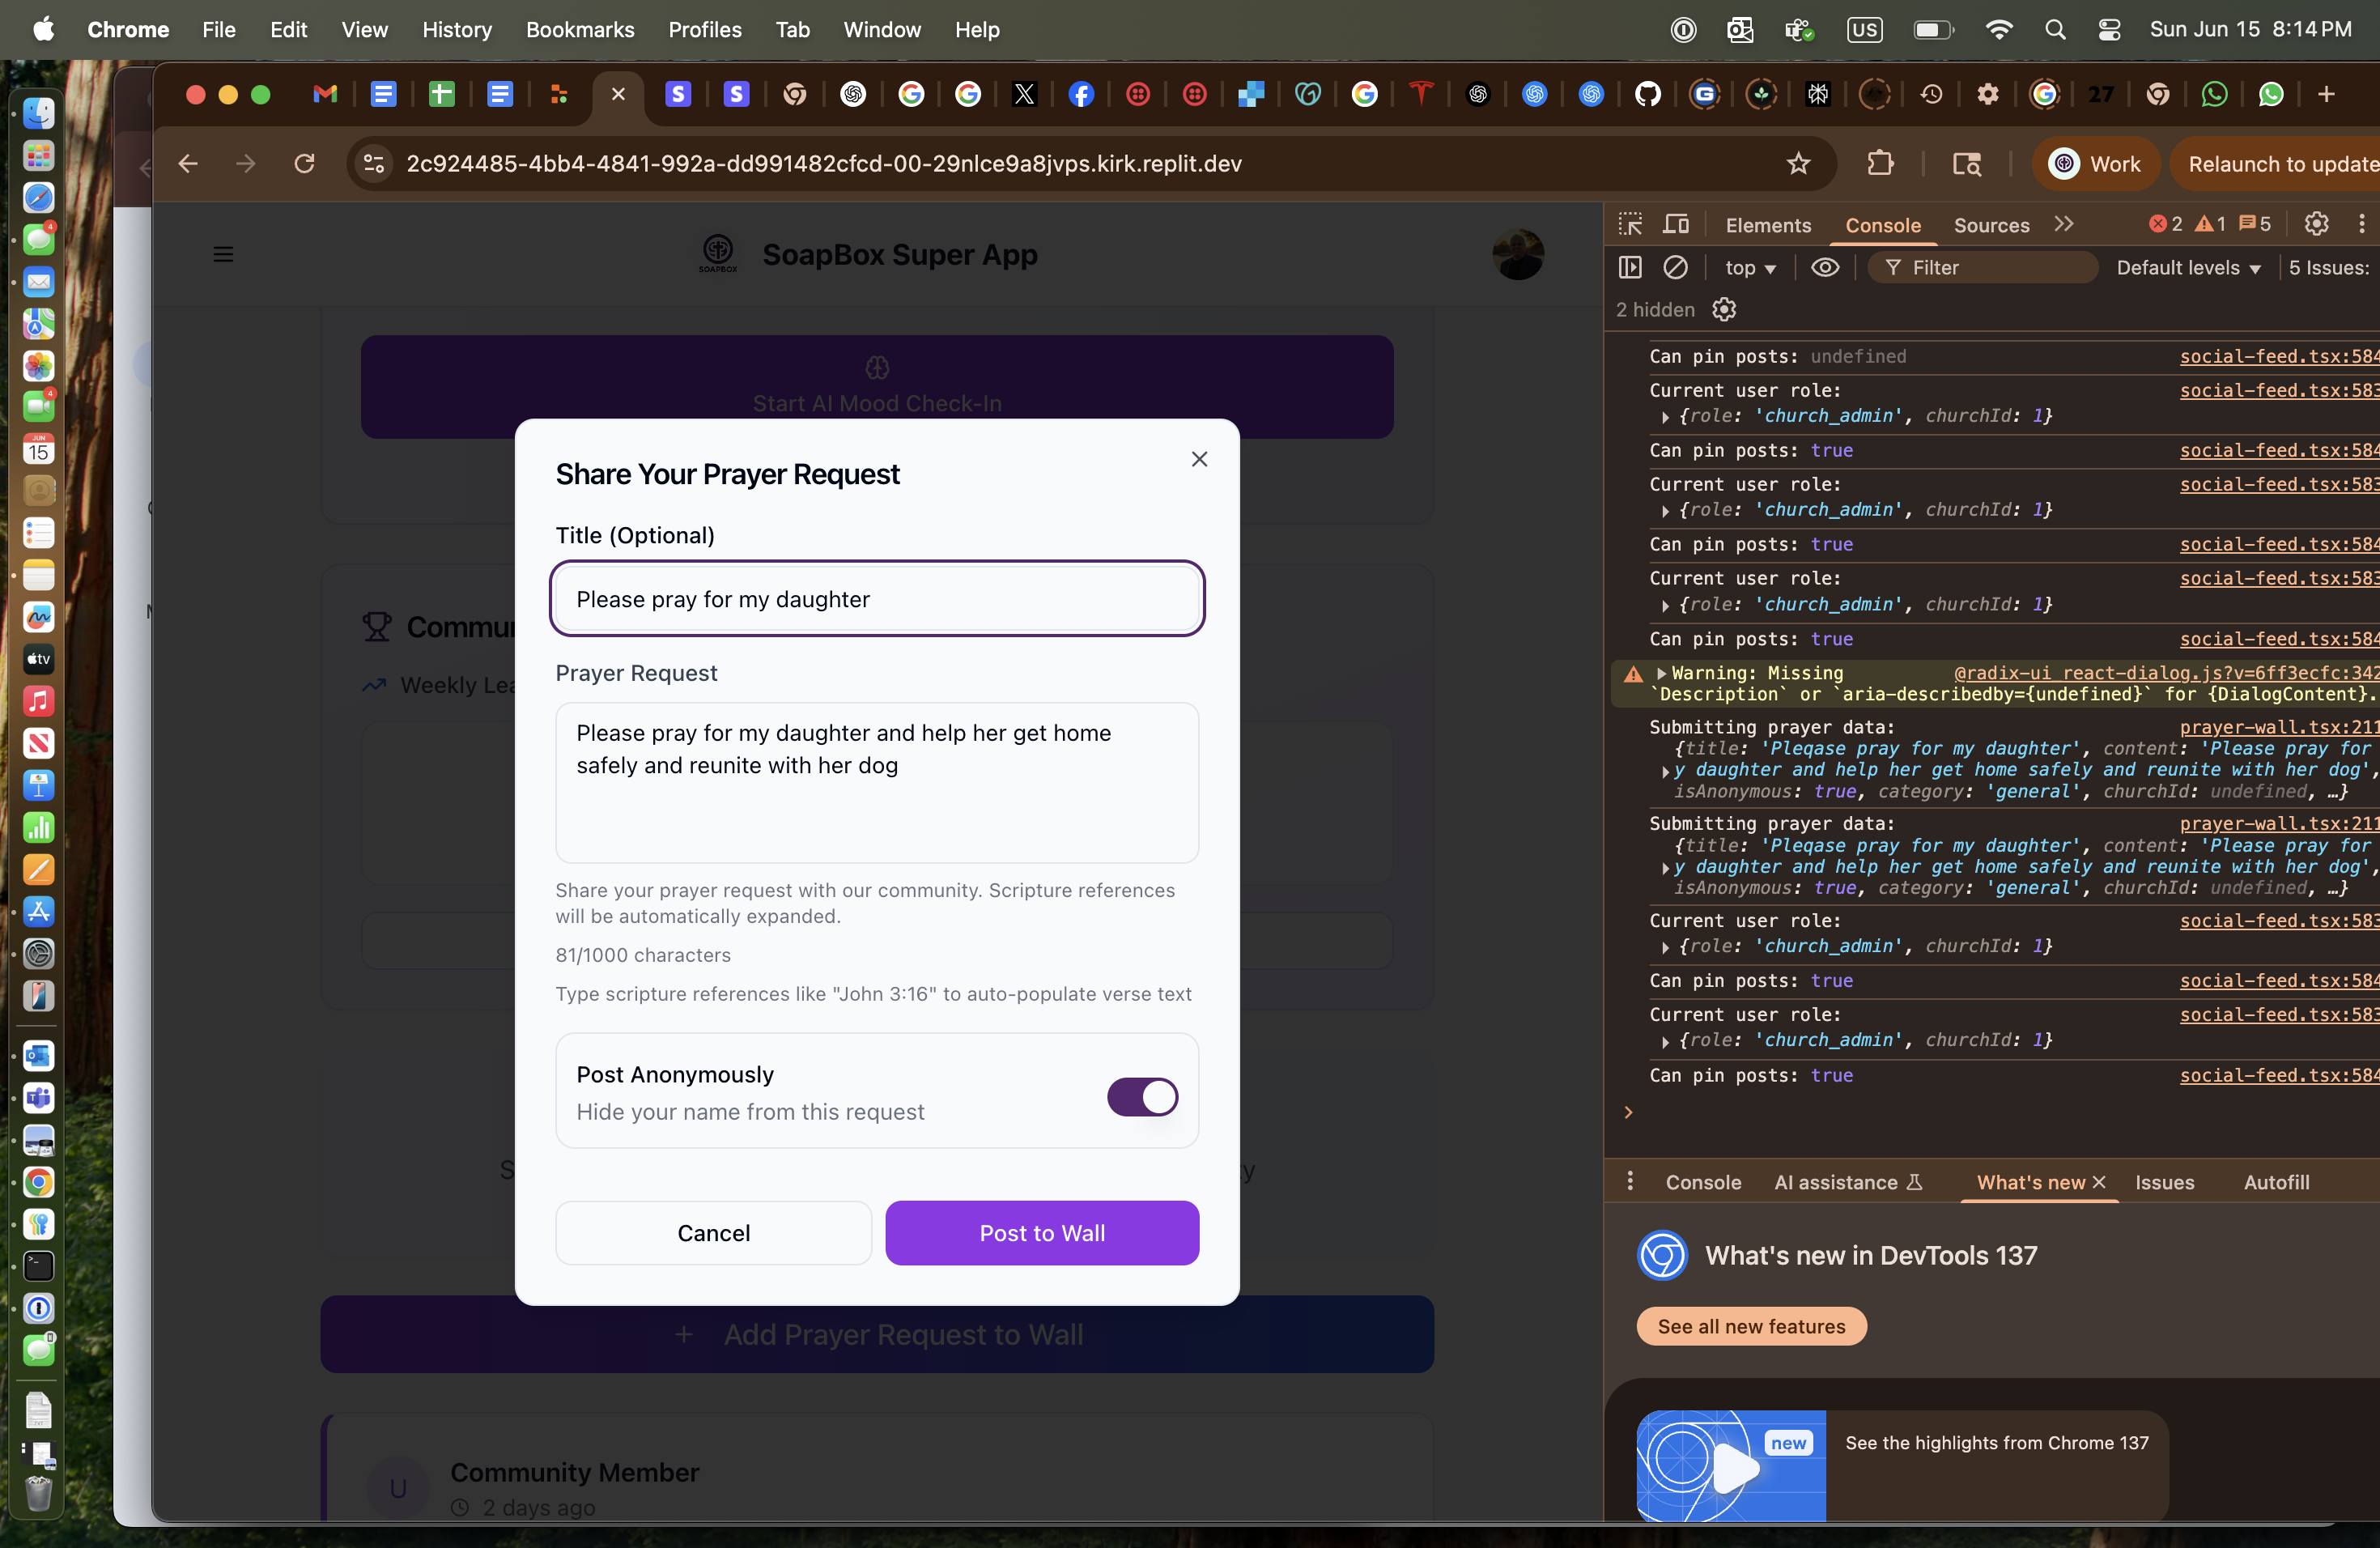 Chrome File Edit View History Bookmarks Profiles Tab Window Help US Sun Jun 15 8:14 PM
27
2c924485-4bb4-4841-992a-dd991482cfcd-00-29nlce9a8jvps.kirk.replit.dev Work Relaunch to update
SOAPBOX SoapBox Super App
Start AI Mood Check-In
Share Your Prayer Request
Title (Optional)
Please pray for my daughter
Prayer Request
Please pray for my daughter and help her get home
safely and reunite with her dog
Share your prayer request with our community. Scripture references
will be automatically expanded.
81/1000 characters
Type scripture references like "John 3:16" to auto-populate verse text
Post Anonymously
Hide your name from this request
Cancel Post to Wall
Commun
Weekly Lea
+ Add Prayer Request to Wall
U Community Member
2 days ago
Elements Console Sources 2 1 5
top Filter Default levels 5 Issues:
2 hidden
Can pin posts: undefined social-feed.tsx:584
Current user role: social-feed.tsx:583
{role: 'church_admin', churchId: 1}
Can pin posts: true social-feed.tsx:584
Current user role: social-feed.tsx:583
{role: 'church_admin', churchId: 1}
Can pin posts: true social-feed.tsx:584
Current user role: social-feed.tsx:583
{role: 'church_admin', churchId: 1}
Can pin posts: true social-feed.tsx:584
Warning: Missing @radix-ui_react-dialog.js?v=6ff3ecfc:342
`Description` or `aria-describedby={undefined}` for {DialogContent}.
Submitting prayer data: prayer-wall.tsx:211
{title: 'Pleqase pray for my daughter', content: 'Please pray for
y daughter and help her get home safely and reunite with her dog',
isAnonymous: true, category: 'general', churchId: undefined, …}
Submitting prayer data: prayer-wall.tsx:211
{title: 'Pleqase pray for my daughter', content: 'Please pray for
y daughter and help her get home safely and reunite with her dog',
isAnonymous: true, category: 'general', churchId: undefined, …}
Current user role: social-feed.tsx:583
{role: 'church_admin', churchId: 1}
Can pin posts: true social-feed.tsx:584
Current user role: social-feed.tsx:583
{role: 'church_admin', churchId: 1}
Can pin posts: true social-feed.tsx:584
Console AI assistance What's new Issues Autofill
What's new in DevTools 137
See all new features
new See the highlights from Chrome 137
4
4
JUN
15
tv